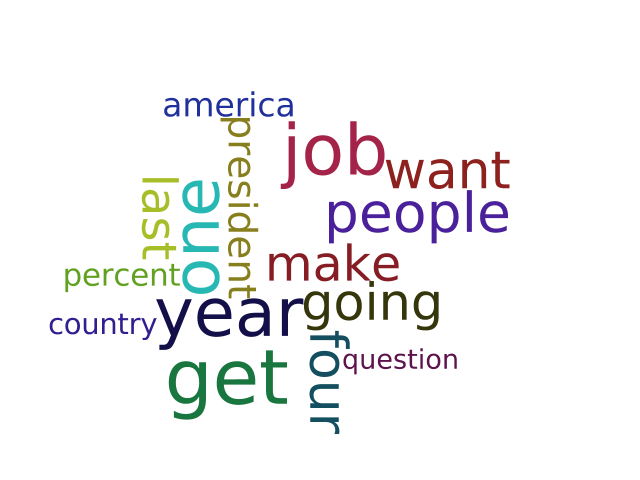 america
president
job
want
last
one
people
percent
make
year
going
country
four
get
question